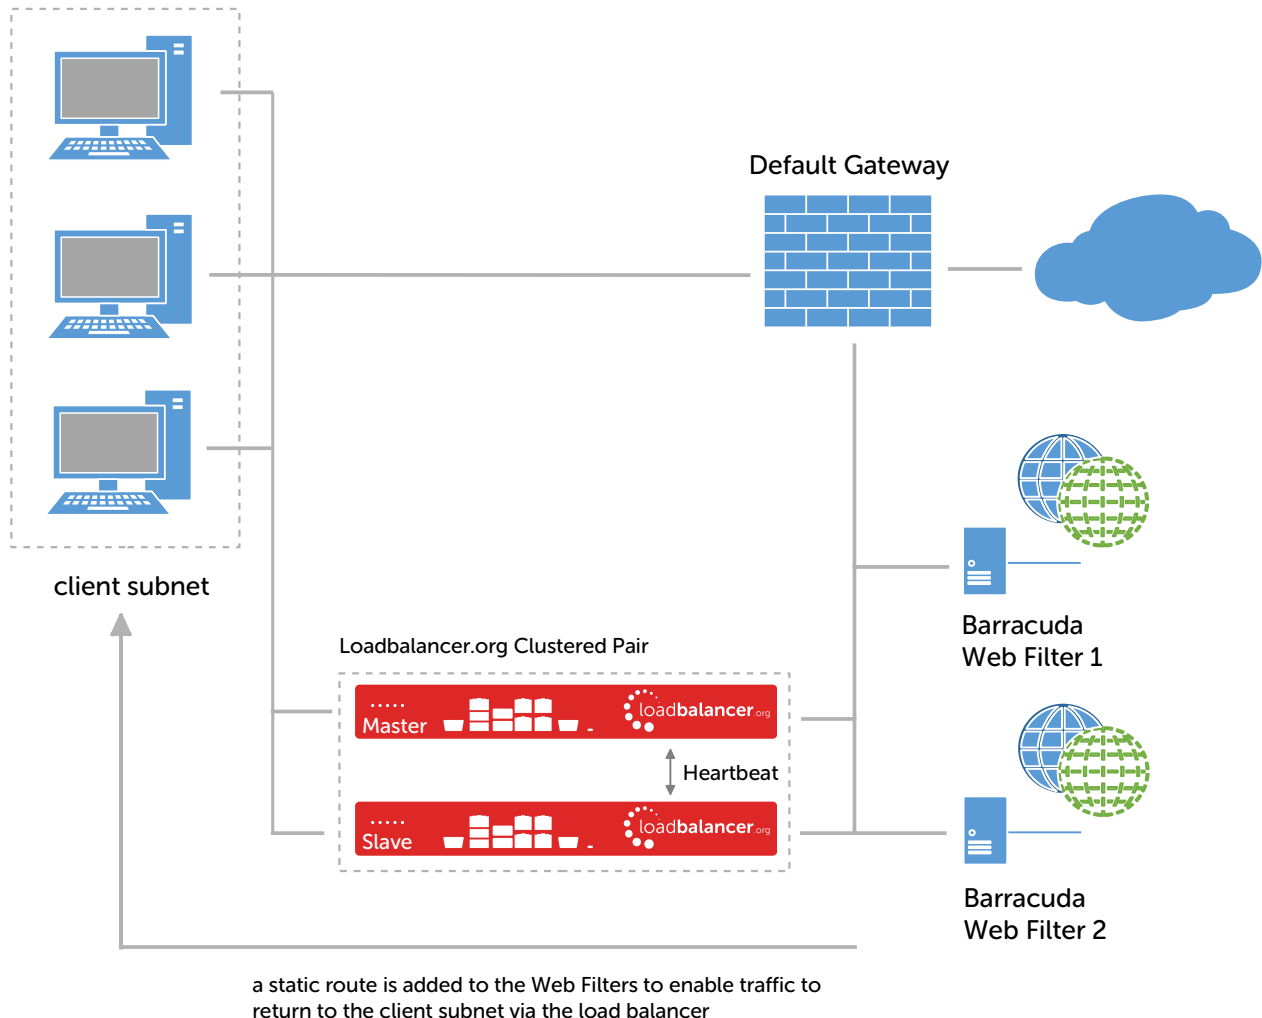 Default Gateway
client subnet
Loadbalancer.org Clustered Pair
Master
loadbalancer.org
Heartbeat
Slave
loadbalancer.org
Barracuda
Web Filter 1
Barracuda
Web Filter 2
a static route is added to the Web Filters to enable traffic to
return to the client subnet via the load balancer